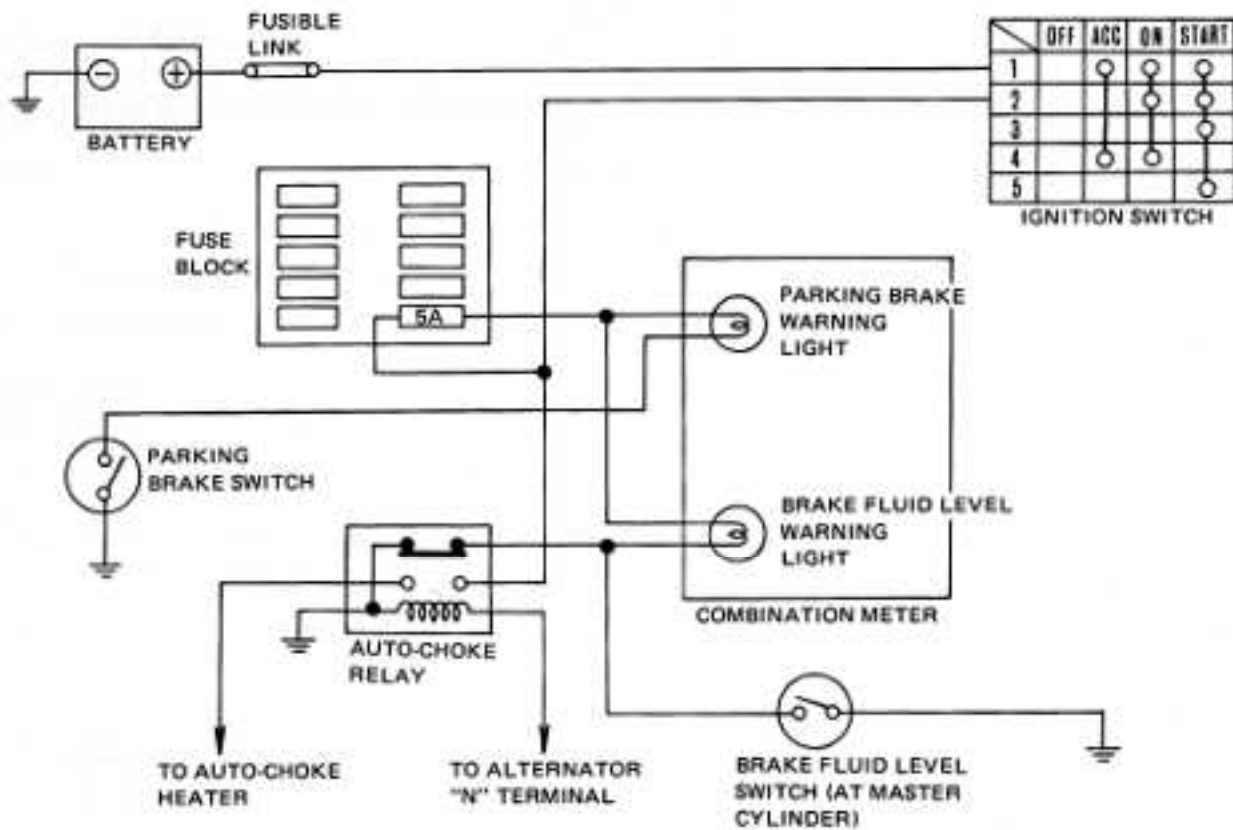 FUSIBLE
LINK
BATTERY
OFF ACC ON START
1
2
3
4
5
IGNITION SWITCH
FUSE
BLOCK
5A
PARKING BRAKE
WARNING
LIGHT
PARKING
BRAKE SWITCH
BRAKE FLUID LEVEL
WARNING
LIGHT
COMBINATION METER
AUTO-CHOKE
RELAY
TO AUTO-CHOKE
HEATER
TO ALTERNATOR
"N" TERMINAL
BRAKE FLUID LEVEL
SWITCH (AT MASTER
CYLINDER)